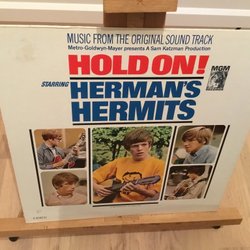 MUSIC FROM THE ORIGINAL SOUND TRACK
Metro-Goldwyn-Mayer presents A Sam Katzman Production
HOLD ON!
MGM
RECORDS
STARRING HERMAN'S
HERMITS